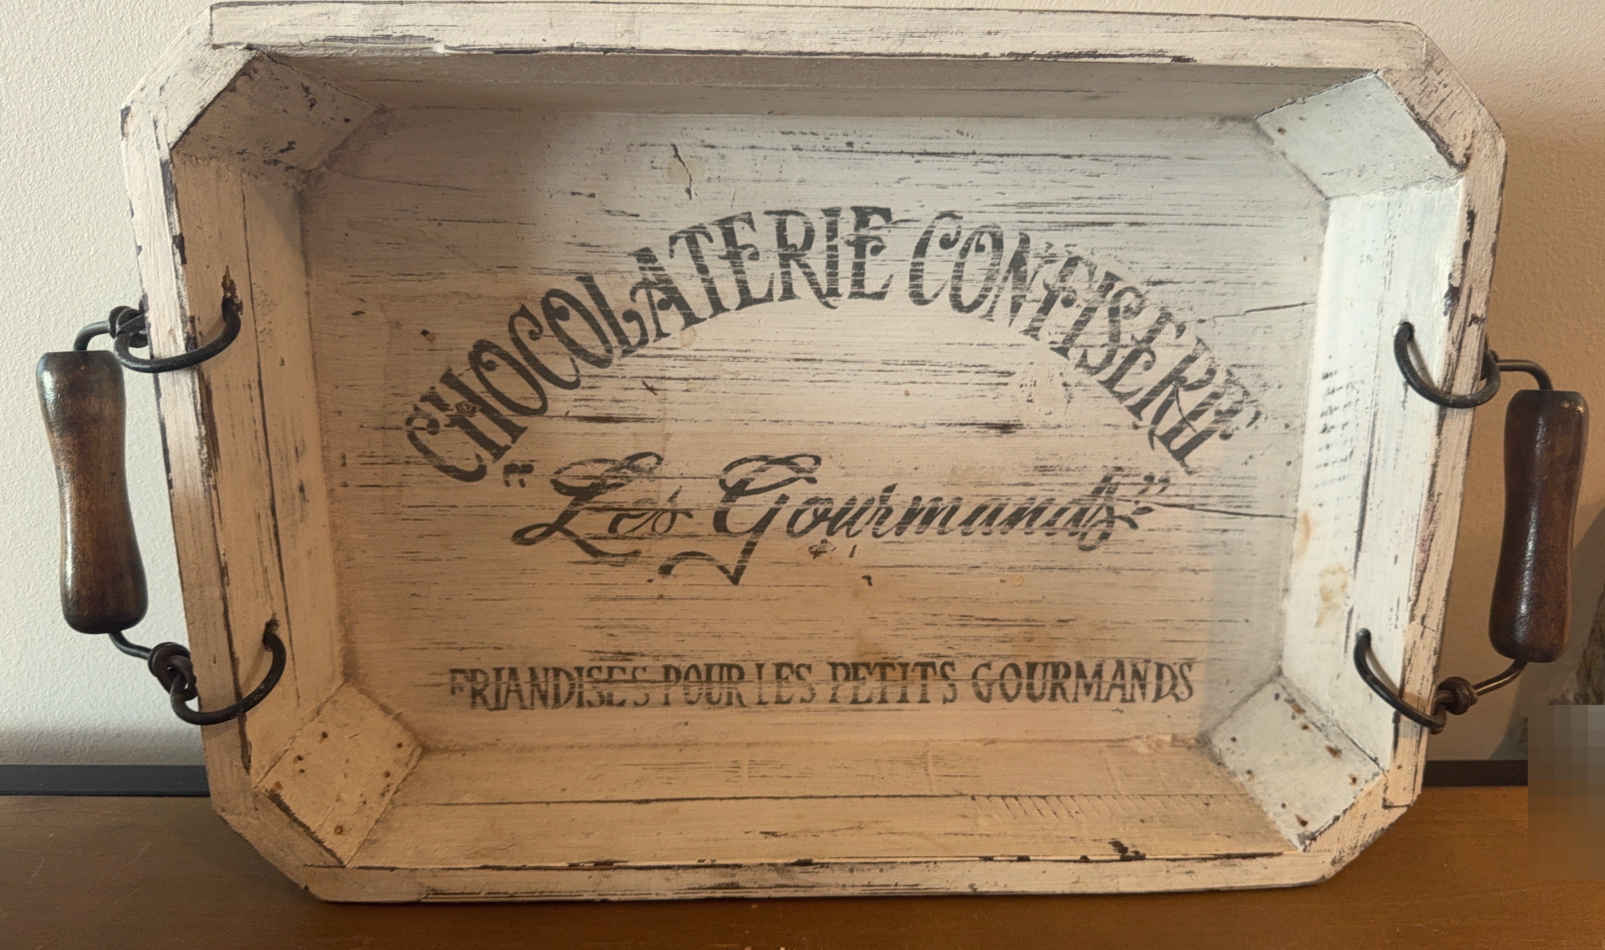 CHOCOLATERIE CONFISERIE
"Les Gourmands"
FRIANDISES POUR LES PETITS GOURMANDS